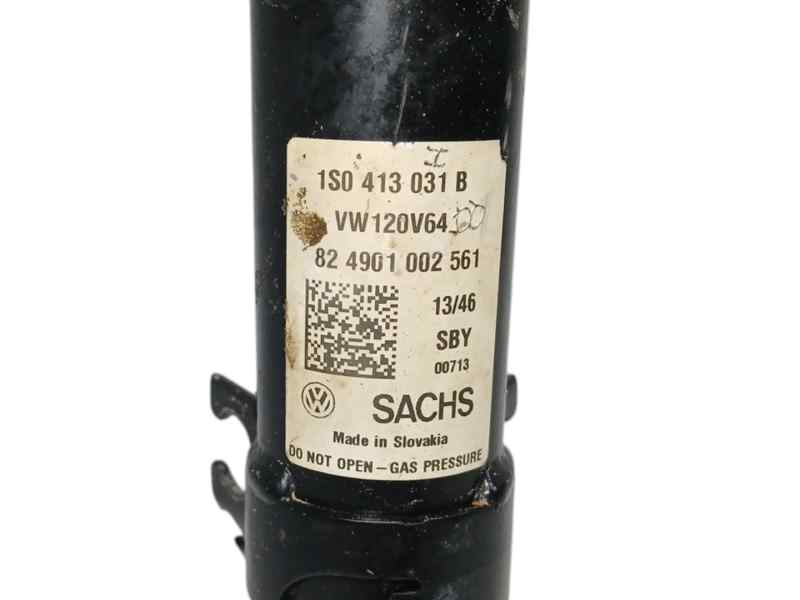 1S0 413 031 B
VW120V64
82 4901 002 561
13/46
SBY
00713
SACHS
Made in Slovakia
DO NOT OPEN – GAS PRESSURE